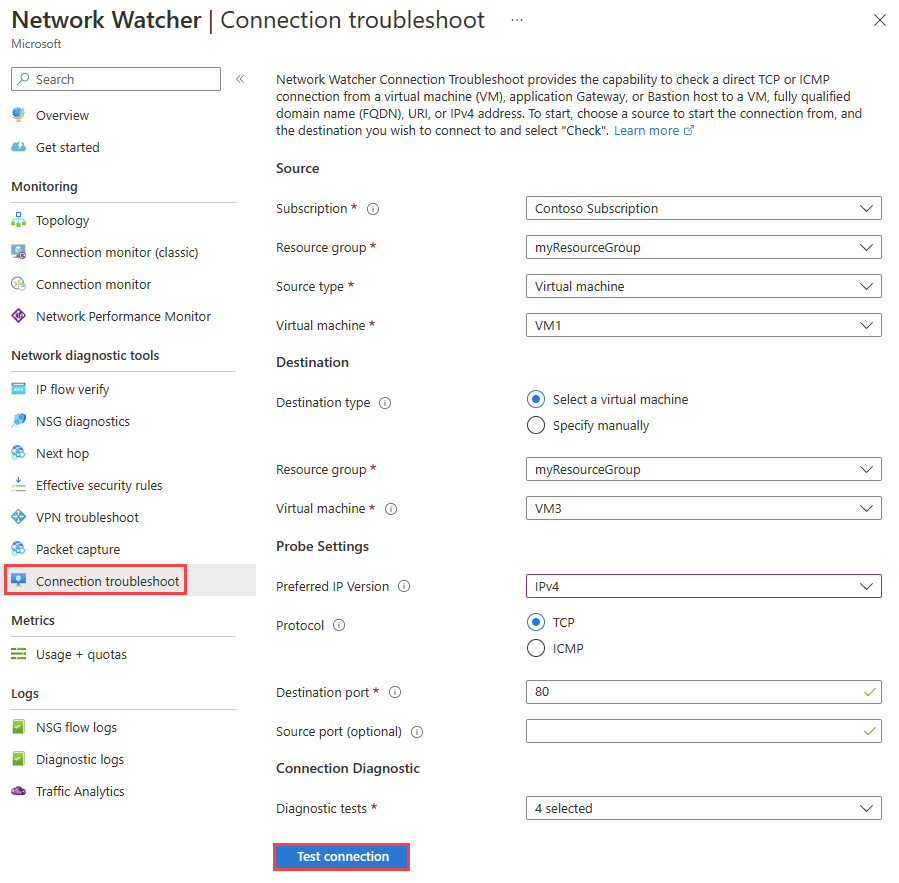 Network Watcher | Connection troubleshoot ...
Microsoft
Search
Overview
Get started
Monitoring
Topology
Connection monitor (classic)
Connection monitor
Network Performance Monitor
Network diagnostic tools
IP flow verify
NSG diagnostics
Next hop
Effective security rules
VPN troubleshoot
Packet capture
Connection troubleshoot
Metrics
Usage + quotas
Logs
NSG flow logs
Diagnostic logs
Traffic Analytics
Network Watcher Connection Troubleshoot provides the capability to check a direct TCP or ICMP
connection from a virtual machine (VM), application Gateway, or Bastion host to a VM, fully qualified
domain name (FQDN), URI, or IPv4 address. To start, choose a source to start the connection from, and
the destination you wish to connect to and select "Check". Learn more
Source
Subscription * Contoso Subscription
Resource group * myResourceGroup
Source type * Virtual machine
Virtual machine * VM1
Destination
Destination type Select a virtual machine
Specify manually
Resource group * myResourceGroup
Virtual machine * VM3
Probe Settings
Preferred IP Version IPv4
Protocol TCP
ICMP
Destination port * 80
Source port (optional)
Connection Diagnostic
Diagnostic tests * 4 selected
Test connection